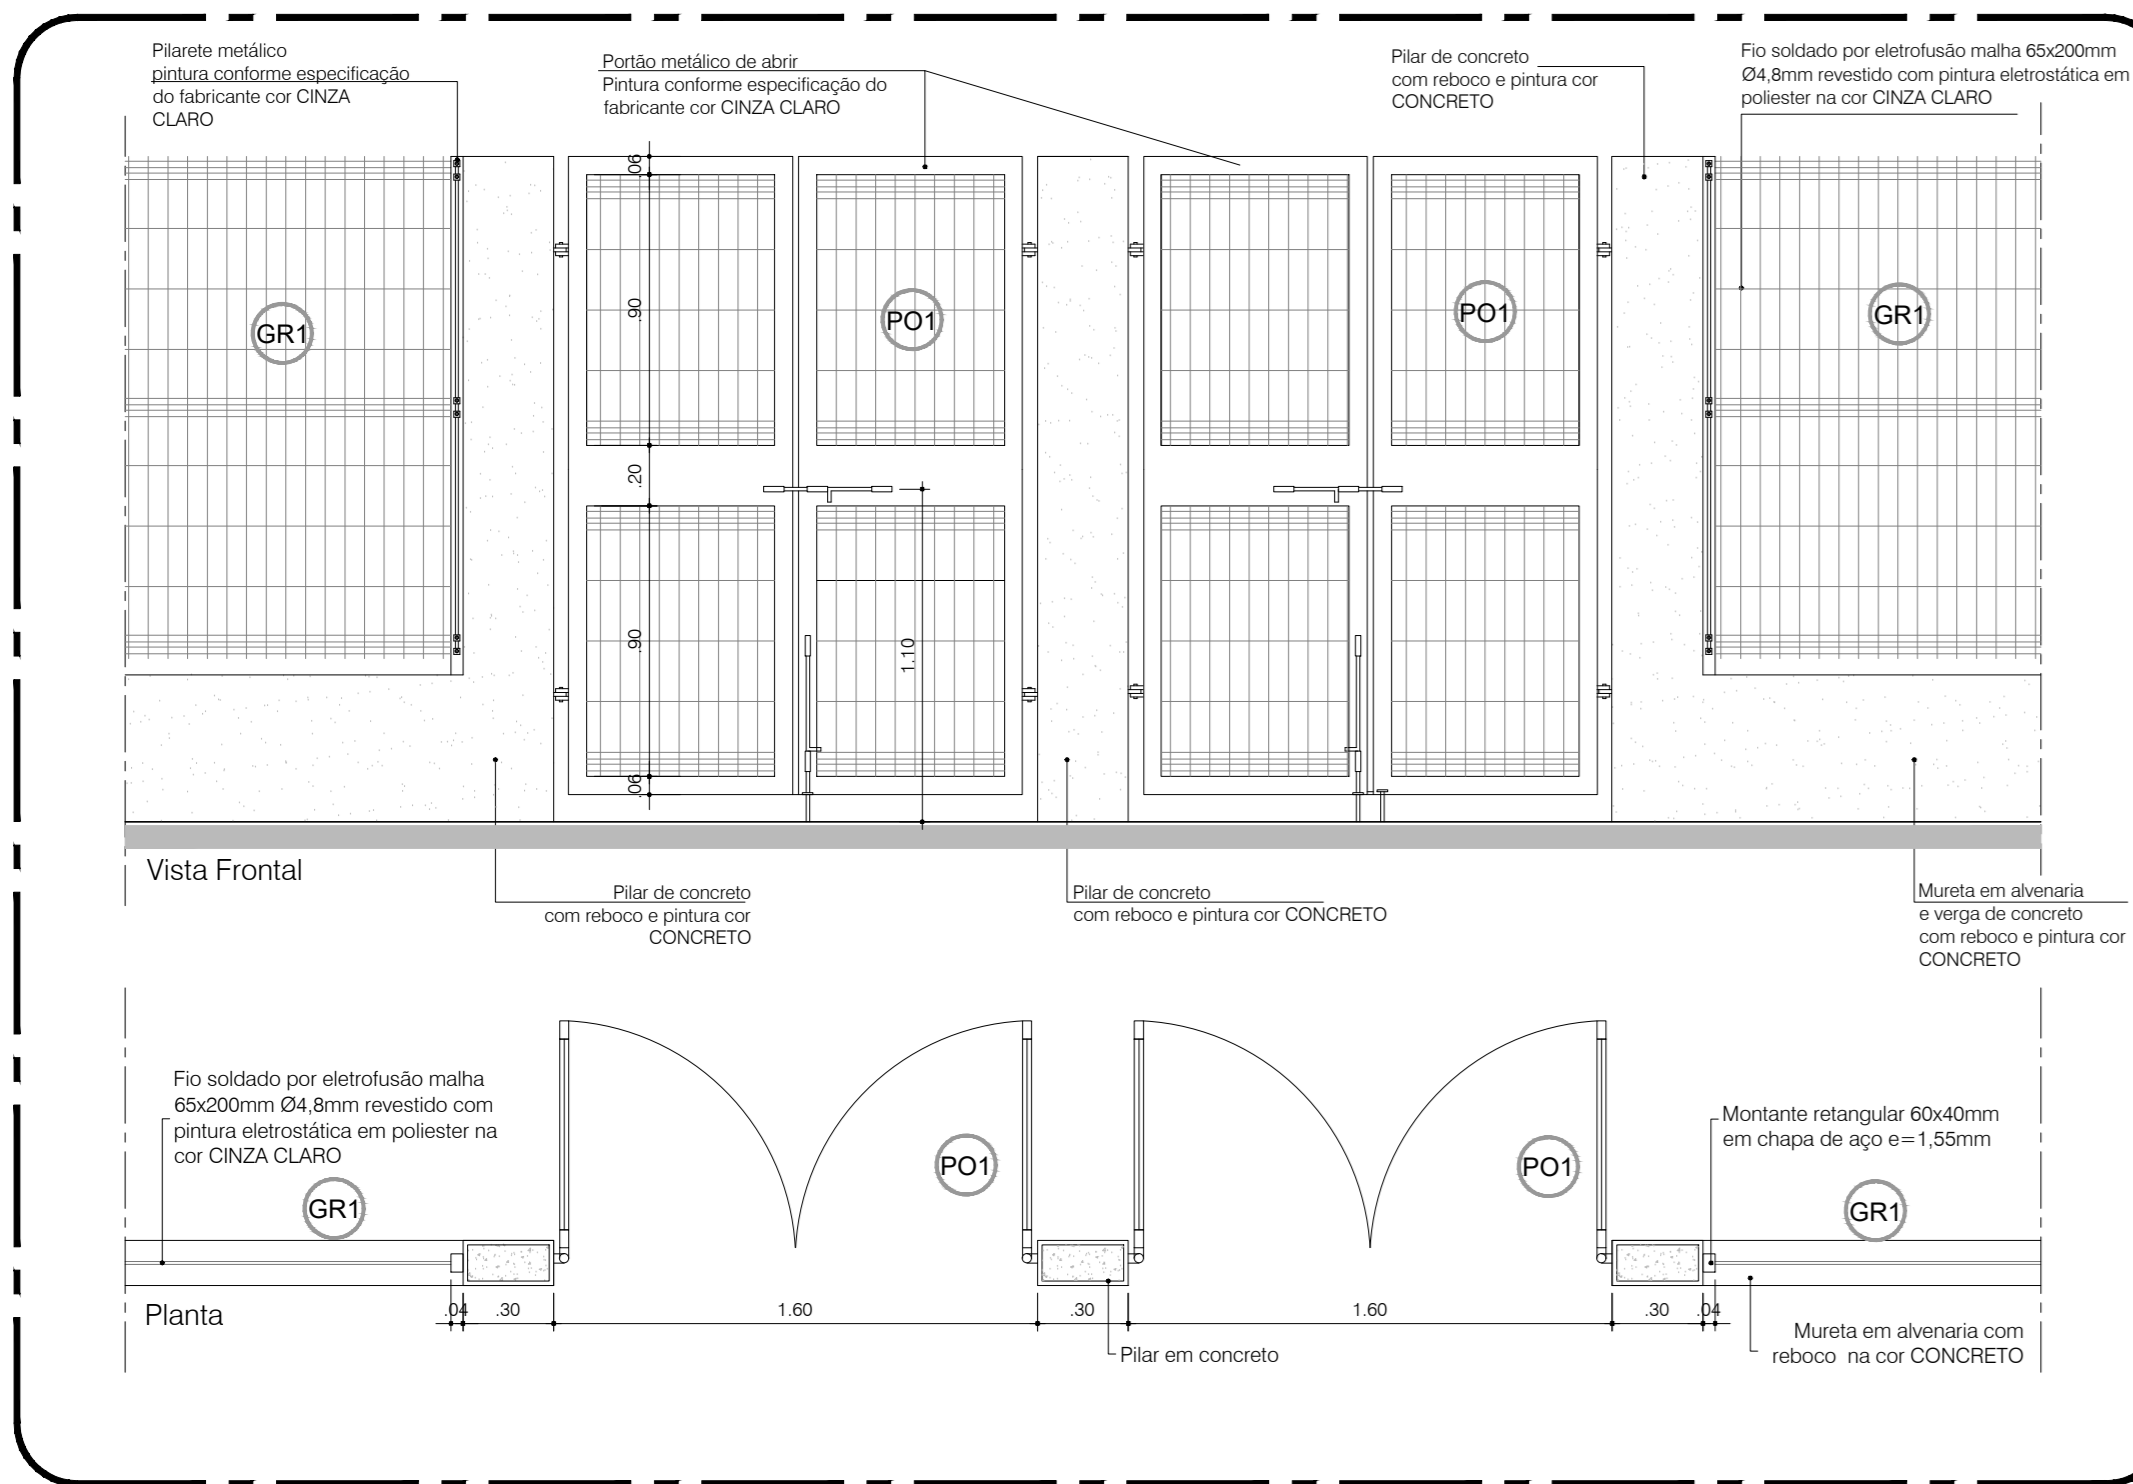 Pilarete metálico
pintura conforme especificação
do fabricante cor CINZA
CLARO
Portão metálico de abrir
Pintura conforme especificação do
fabricante cor CINZA CLARO
Pilar de concreto
com reboco e pintura cor
CONCRETO
Fio soldado por eletrofusão malha 65x200mm
Ø4,8mm revestido com pintura eletrostática em
poliester na cor CINZA CLARO
.06
.90
.20
.90
.06
1.10
GR1
PO1
PO1
GR1
Vista Frontal
Pilar de concreto
com reboco e pintura cor
CONCRETO
Pilar de concreto
com reboco e pintura cor CONCRETO
Mureta em alvenaria
e verga de concreto
com reboco e pintura cor
CONCRETO
Fio soldado por eletrofusão malha
65x200mm Ø4,8mm revestido com
pintura eletrostática em poliester na
cor CINZA CLARO
GR1
PO1
PO1
Montante retangular 60x40mm
em chapa de aço e=1,55mm
GR1
Planta
.04 .30 1.60 .30 1.60 .30 .04
Pilar em concreto
Mureta em alvenaria com
reboco na cor CONCRETO